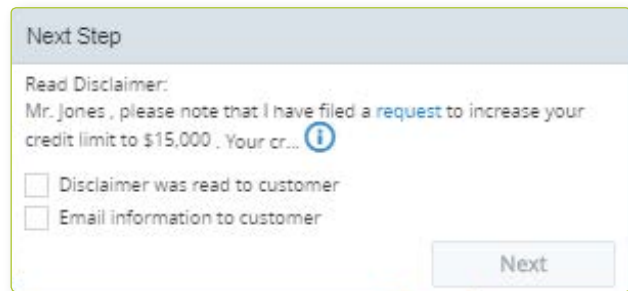 Next Step
Read Disclaimer:
Mr. Jones , please note that I have filed a request to increase your
credit limit to $15,000 . Your cr...
Disclaimer was read to customer
Email information to customer
Next